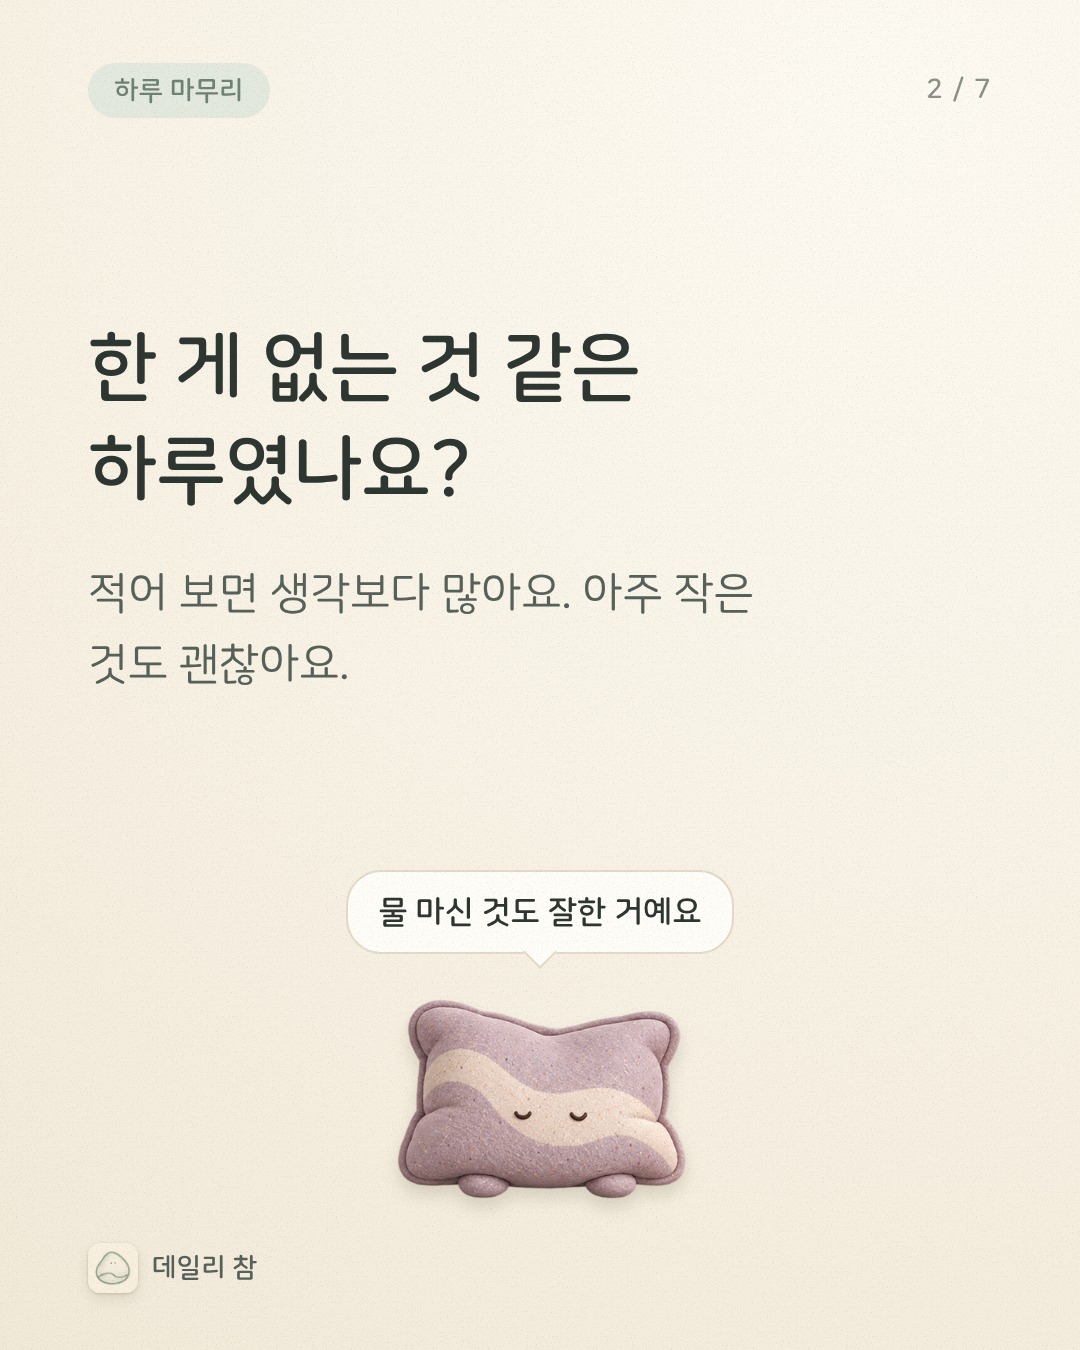 하루 마무리
2 / 7
한 게 없는 것 같은
하루였나요?
적어 보면 생각보다 많아요. 아주 작은
것도 괜찮아요.
물 마신 것도 잘한 거예요
데일리 참